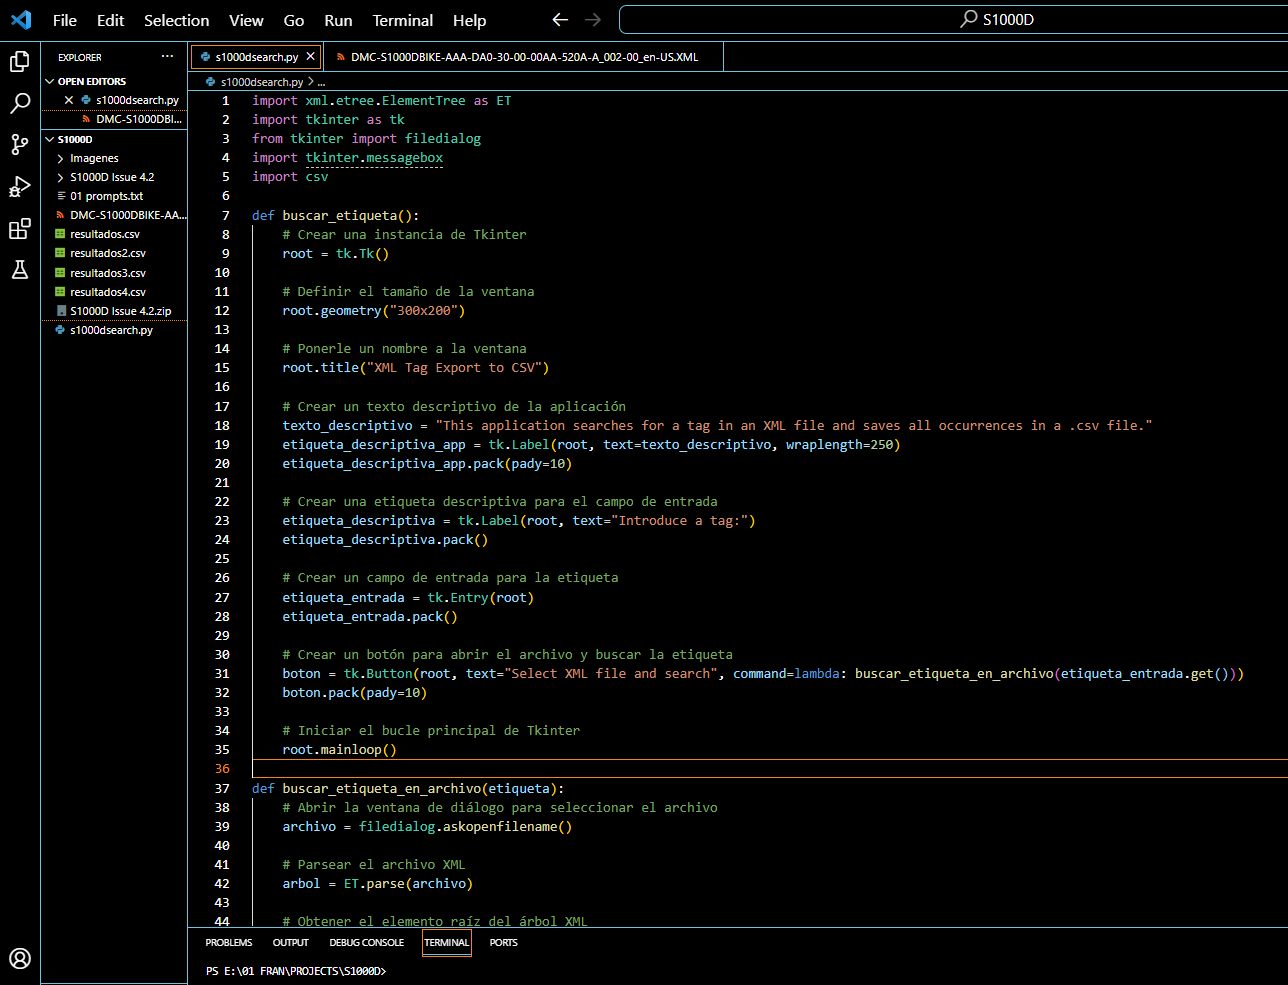 File Edit Selection View Go Run Terminal Help
S1000D
EXPLORER
OPEN EDITORS
s1000dsearch.py
DMC-S1000DBI...
S1000D
Imagenes
S1000D Issue 4.2
01 prompts.txt
DMC-S1000DBIKE-AA...
resultados.csv
resultados2.csv
resultados3.csv
resultados4.csv
S1000D Issue 4.2.zip
s1000dsearch.py
s1000dsearch.py DMC-S1000DBIKE-AAA-DA0-30-00-00AA-520A-A_002-00_en-US.XML
s1000dsearch.py > ...
1 import xml.etree.ElementTree as ET
2 import tkinter as tk
3 from tkinter import filedialog
4 import tkinter.messagebox
5 import csv
6
7 def buscar_etiqueta():
8 # Crear una instancia de Tkinter
9 root = tk.Tk()
10
11 # Definir el tamaño de la ventana
12 root.geometry("300x200")
13
14 # Ponerle un nombre a la ventana
15 root.title("XML Tag Export to CSV")
16
17 # Crear un texto descriptivo de la aplicación
18 texto_descriptivo = "This application searches for a tag in an XML file and saves all occurrences in a .csv file."
19 etiqueta_descriptiva_app = tk.Label(root, text=texto_descriptivo, wraplength=250)
20 etiqueta_descriptiva_app.pack(pady=10)
21
22 # Crear una etiqueta descriptiva para el campo de entrada
23 etiqueta_descriptiva = tk.Label(root, text="Introduce a tag:")
24 etiqueta_descriptiva.pack()
25
26 # Crear un campo de entrada para la etiqueta
27 etiqueta_entrada = tk.Entry(root)
28 etiqueta_entrada.pack()
29
30 # Crear un botón para abrir el archivo y buscar la etiqueta
31 boton = tk.Button(root, text="Select XML file and search", command=lambda: buscar_etiqueta_en_archivo(etiqueta_entrada.get()))
32 boton.pack(pady=10)
33
34 # Iniciar el bucle principal de Tkinter
35 root.mainloop()
36
37 def buscar_etiqueta_en_archivo(etiqueta):
38 # Abrir la ventana de diálogo para seleccionar el archivo
39 archivo = filedialog.askopenfilename()
40
41 # Parsear el archivo XML
42 arbol = ET.parse(archivo)
43
44 # Obtener el elemento raíz del árbol XML
PROBLEMS OUTPUT DEBUG CONSOLE TERMINAL PORTS
PS E:\01 FRAN\PROJECTS\S1000D>